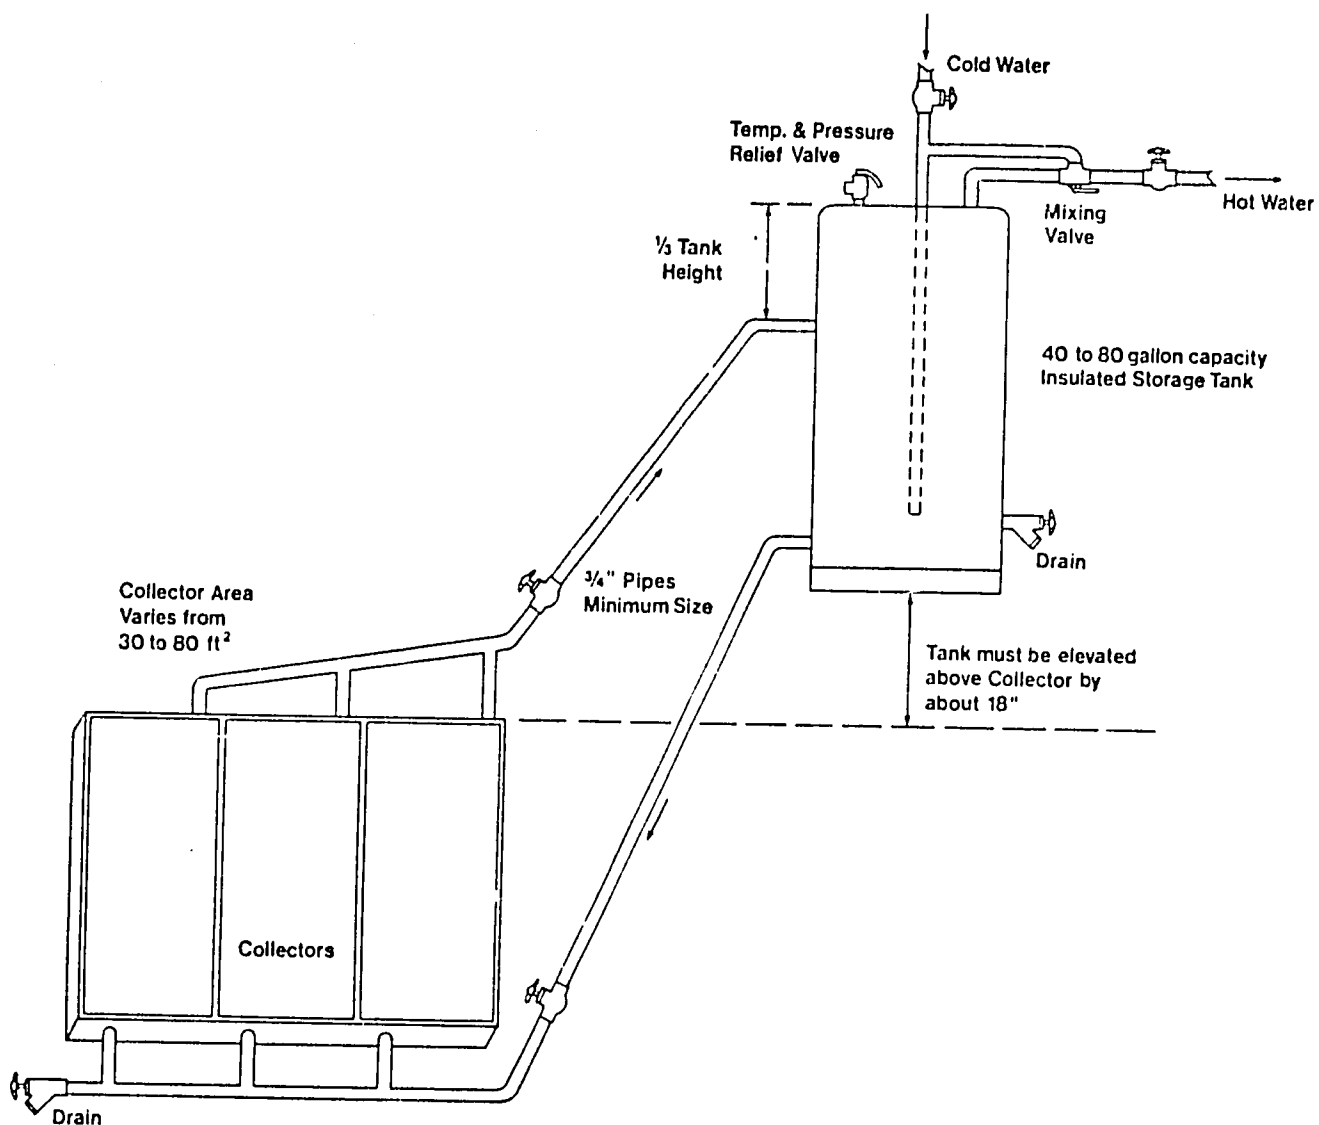 Cold Water
Temp. & Pressure
Relief Valve
Hot Water
Mixing
Valve
⅓ Tank
Height
40 to 80 gallon capacity
Insulated Storage Tank
Drain
¾" Pipes
Minimum Size
Collector Area
Varies from
30 to 80 ft²
Tank must be elevated
above Collector by
about 18"
Collectors
Drain